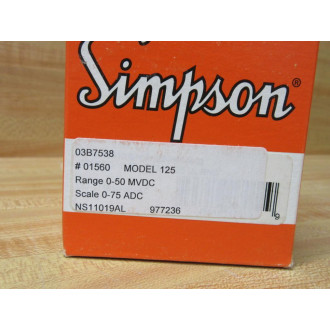 Simpson®
03B7538
# 01560 MODEL 125
Range 0-50 MVDC
Scale 0-75 ADC
NS11019AL 977236